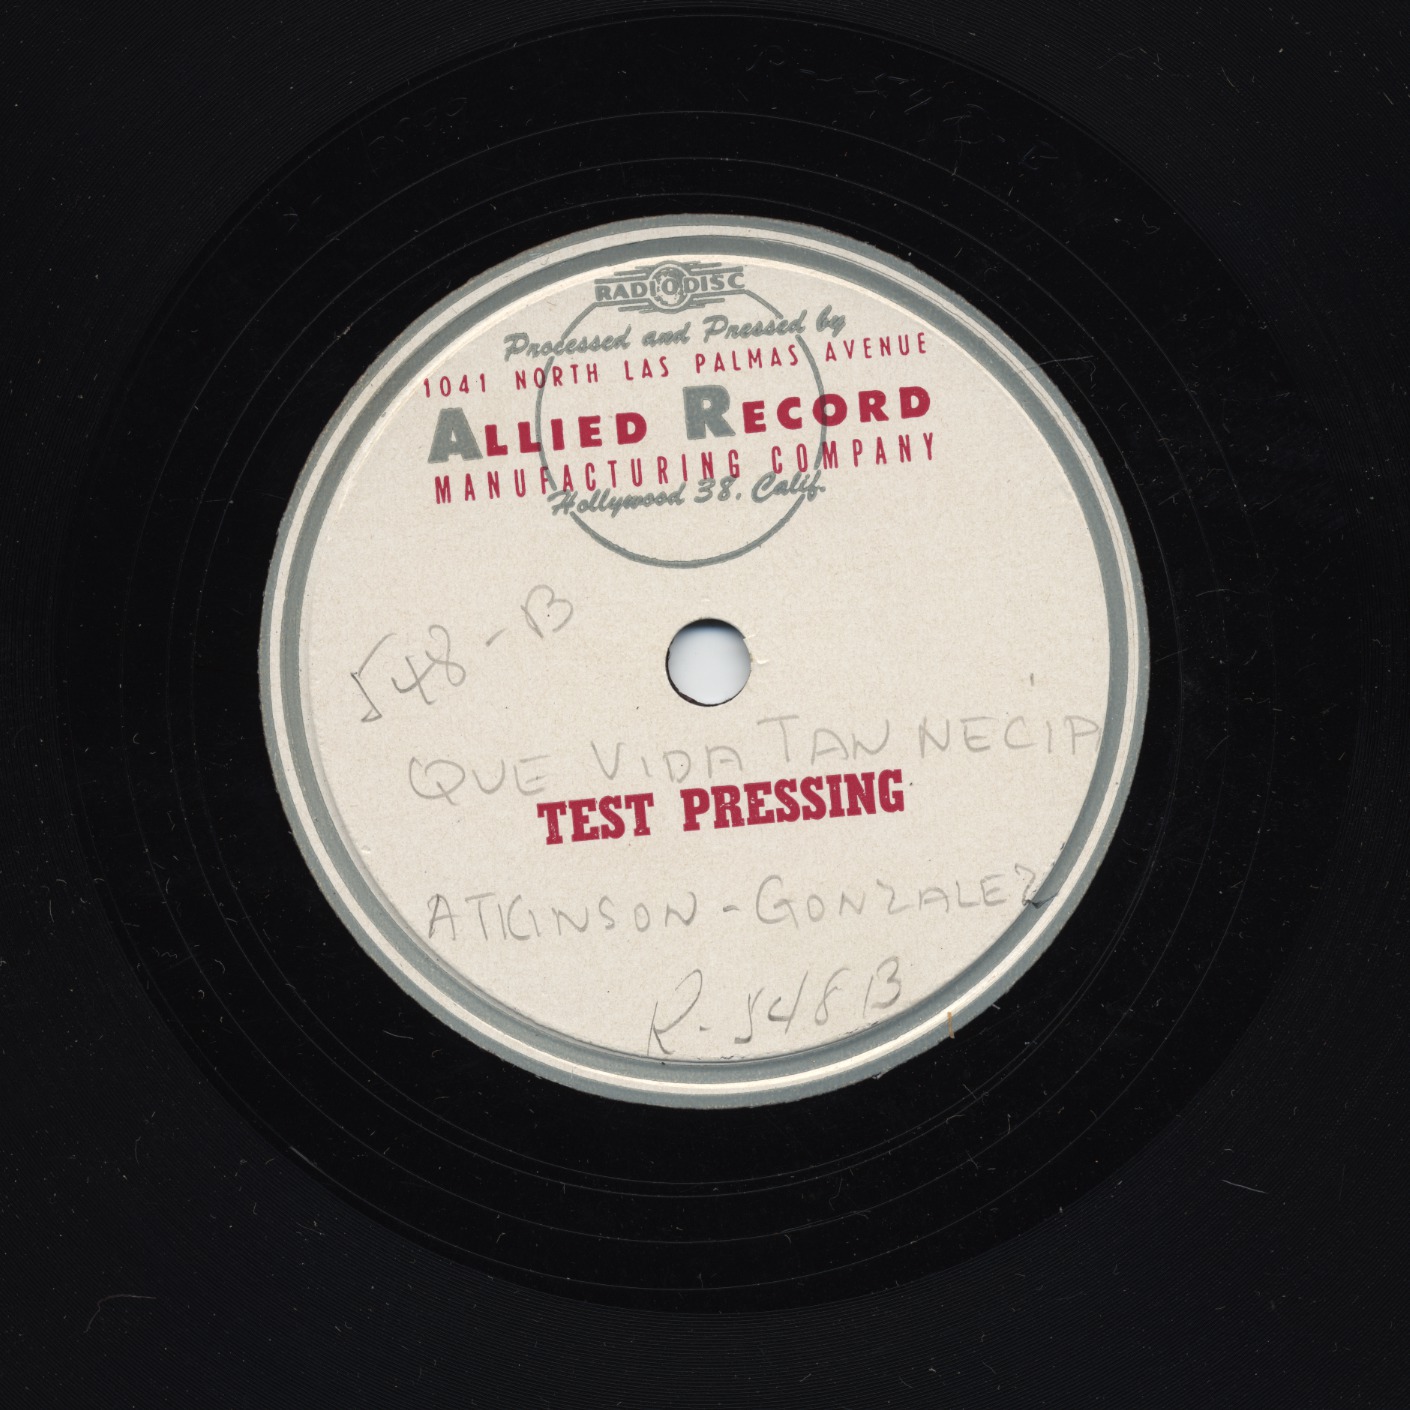 RADIODISC
Processed and Pressed by
1041 NORTH LAS PALMAS AVENUE
ALLIED RECORD
MANUFACTURING COMPANY
Hollywood 38, Calif.
548-B
QUE VIDA TAN NECIA
TEST PRESSING
ATKINSON-GONZALEZ
R-548B